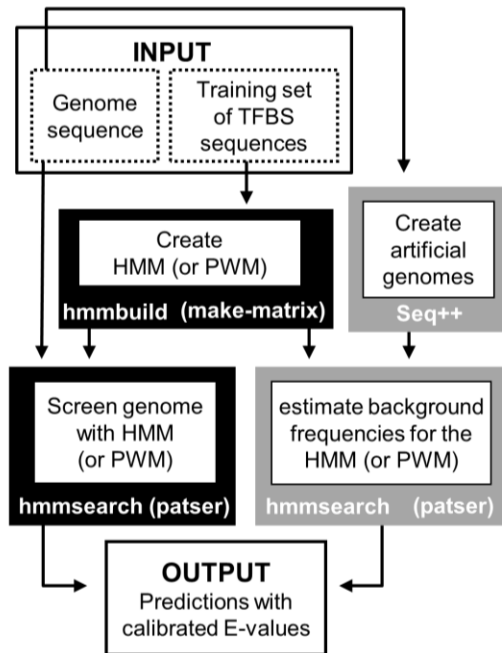 INPUT
Genome
sequence
Training set
of TFBS
sequences
Create
HMM (or PWM)
hmmbuild (make-matrix)
Create
artificial
genomes
Seq++
Screen genome
with HMM
(or PWM)
hmmsearch (patser)
estimate background
frequencies for the
HMM (or PWM)
hmmsearch (patser)
OUTPUT
Predictions with
calibrated E-values